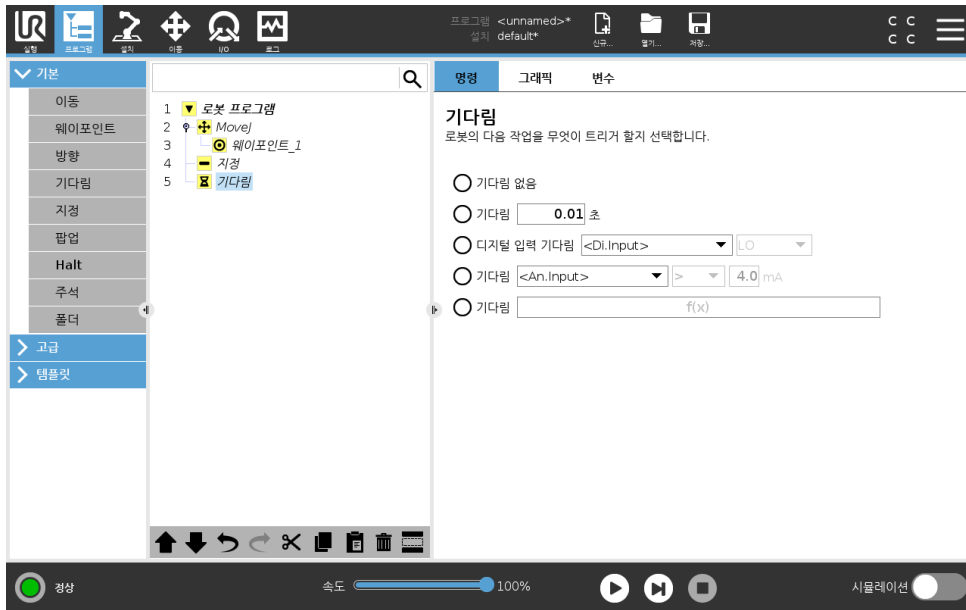 UR
실행
프로그램
설치
이동
I/O
로그
프로그램 <unnamed>*
설치 default*
신규...
열기...
저장...
C C
C C
기본
이동
웨이포인트
방향
기다림
지정
팝업
Halt
주석
폴더
고급
템플릿
1 로봇 프로그램
2 MoveJ
3 웨이포인트_1
4 지정
5 기다림
명령 그래픽 변수
기다림
로봇의 다음 작업을 무엇이 트리거 할지 선택합니다.
기다림 없음
기다림 0.01 초
디지털 입력 기다림 <Di.Input> LO
기다림 <An.Input> > 4.0 mA
기다림 f(x)
정상
속도 100%
시뮬레이션